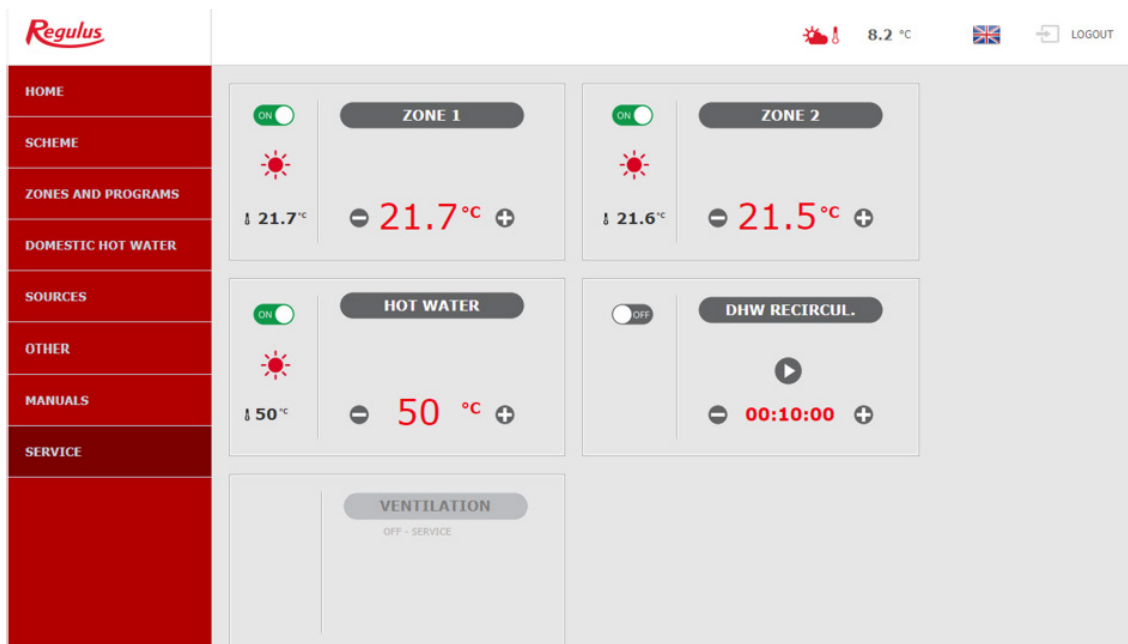 Regulus
8.2 °C
LOGOUT
HOME
SCHEME
ZONES AND PROGRAMS
DOMESTIC HOT WATER
SOURCES
OTHER
MANUALS
SERVICE
ON
ZONE 1
21.7°C
21.7°C
ON
ZONE 2
21.6°C
21.5°C
ON
HOT WATER
50°C
50 °C
OFF
DHW RECIRCUL.
00:10:00
VENTILATION
OFF - SERVICE